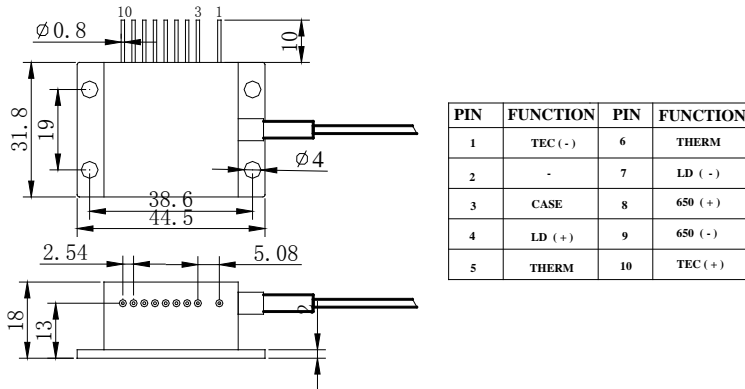 10 3 1
Ø0.8
10
31.8
19
Ø4
38.6
44.5
2.54 5.08
18
13
2
PIN FUNCTION PIN FUNCTION
1 TEC(-) 6 THERM
2 - 7 LD (-)
3 CASE 8 650 (+)
4 LD (+) 9 650 (-)
5 THERM 10 TEC(+)